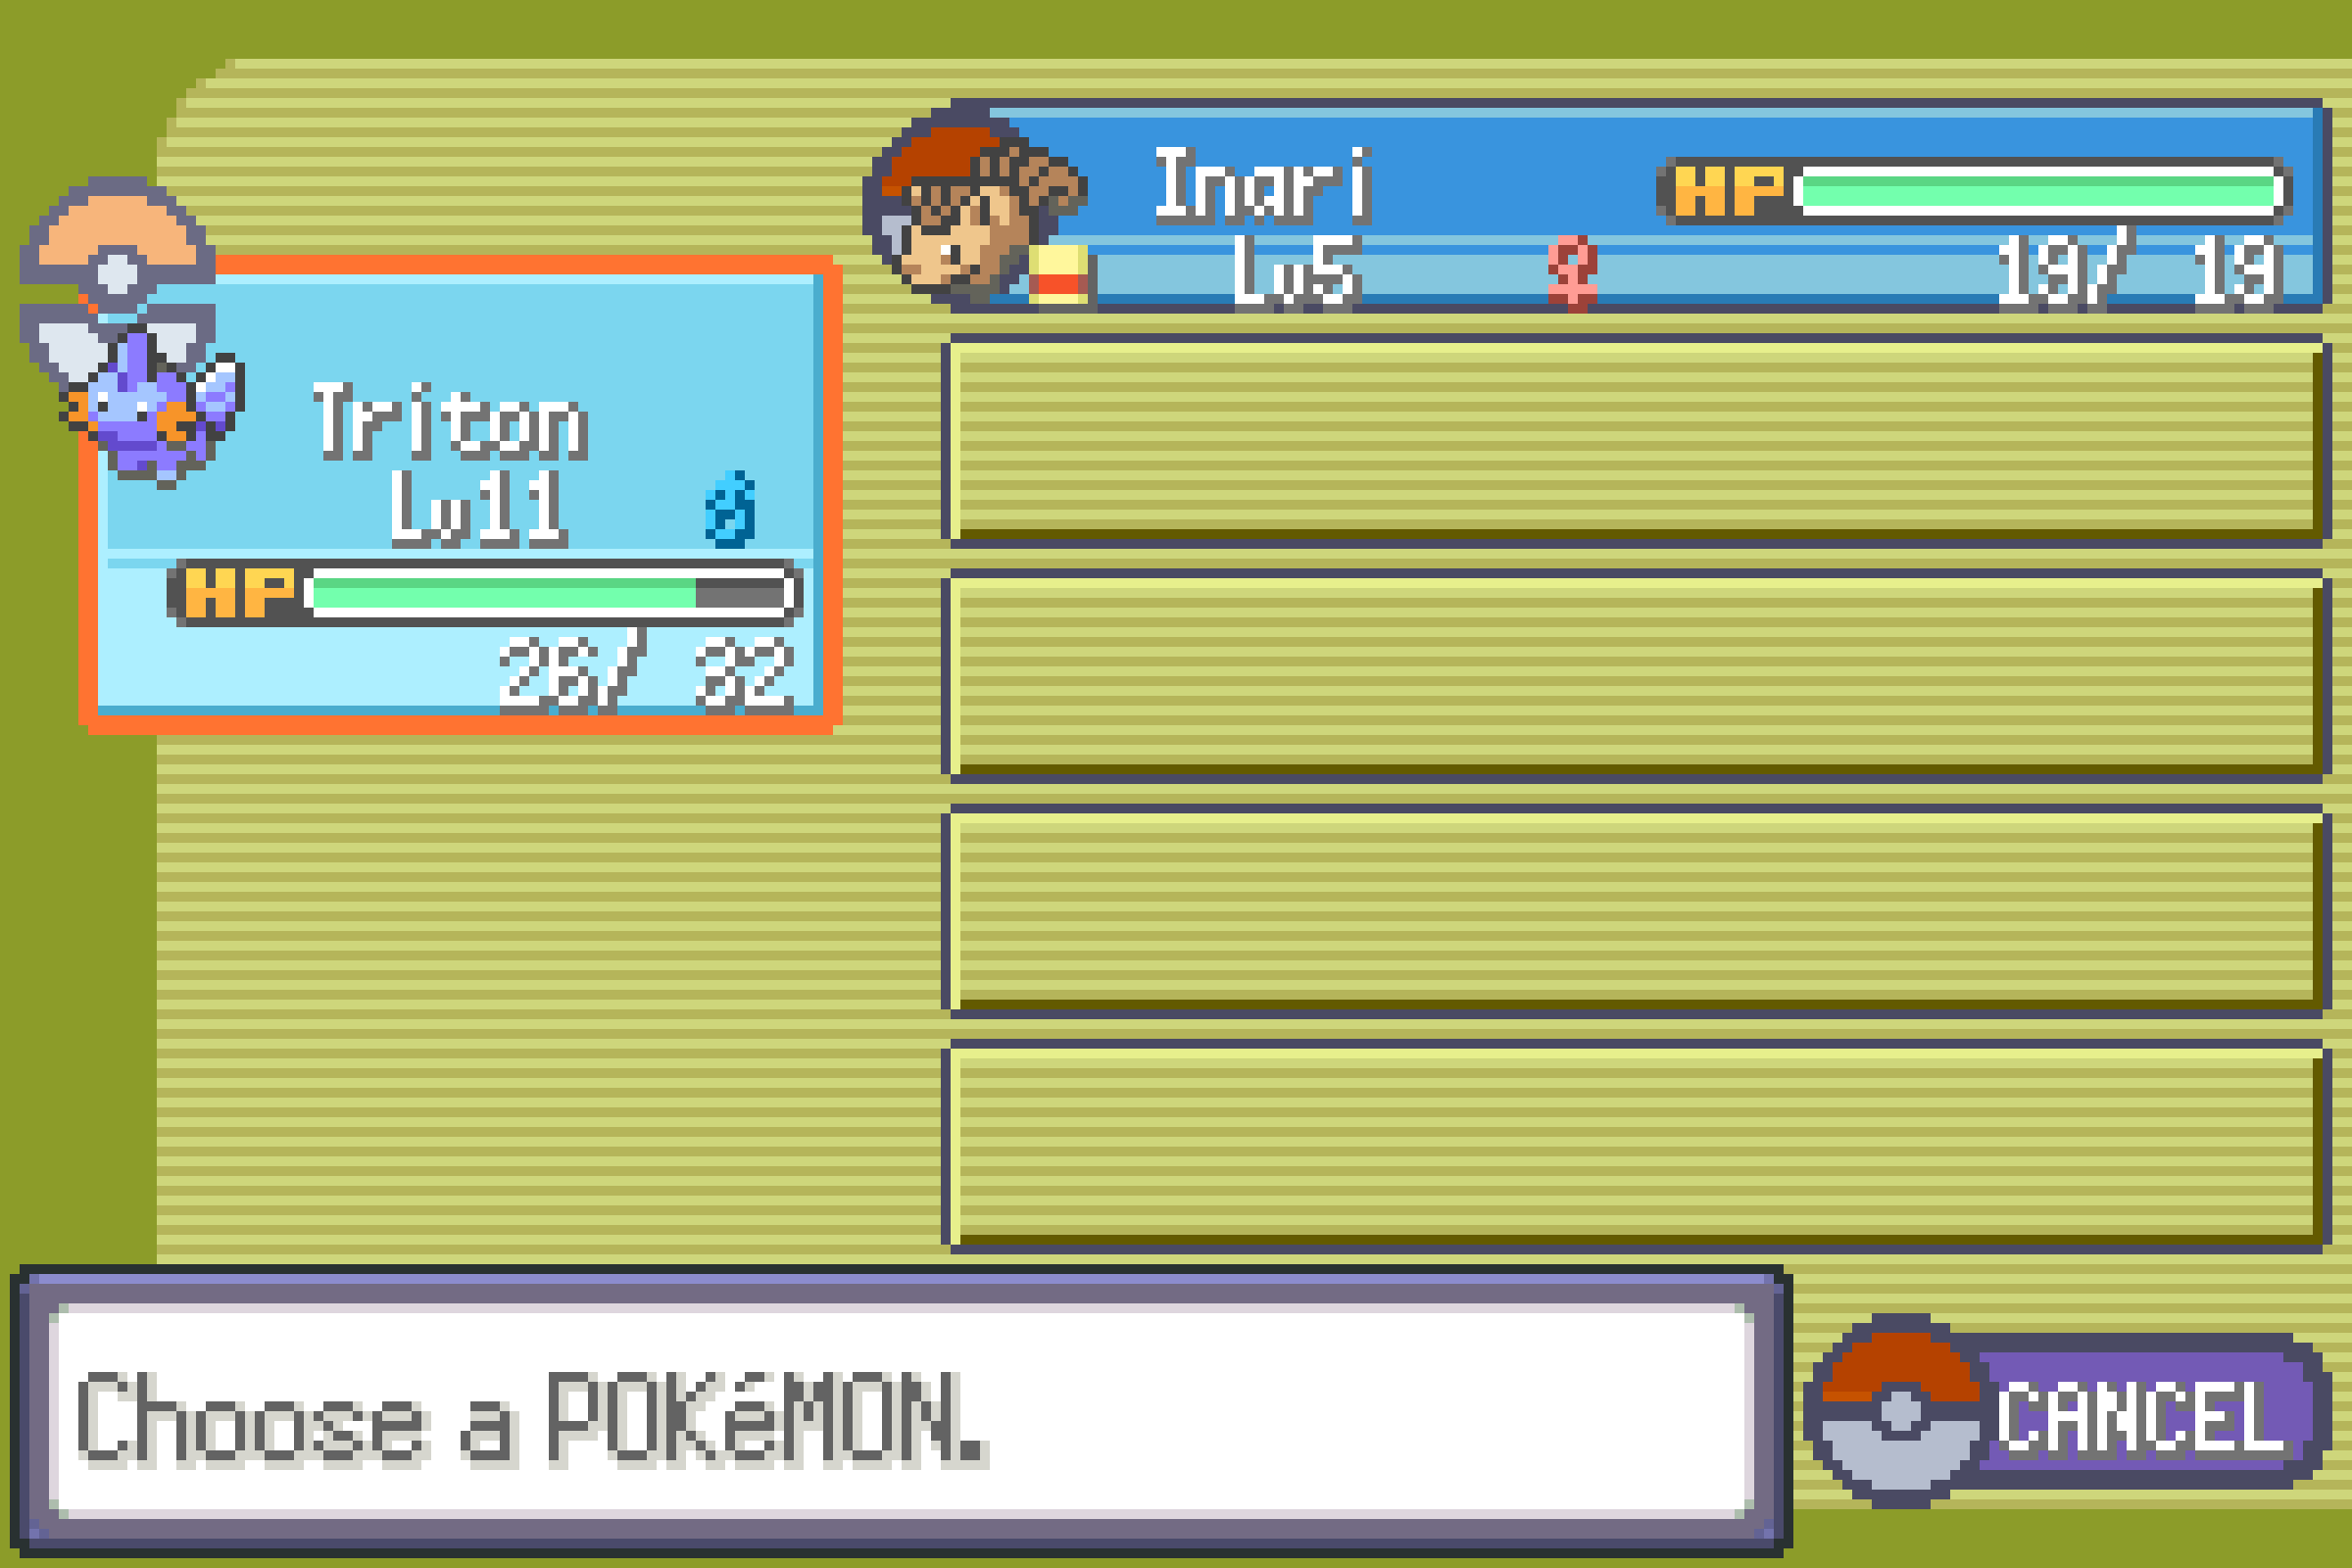 Triton
Lv11 ♂
HP
26/ 32
Inari
HP
Lv5 ♀
19/ 19
Choose a POKéMON.
CANCEL